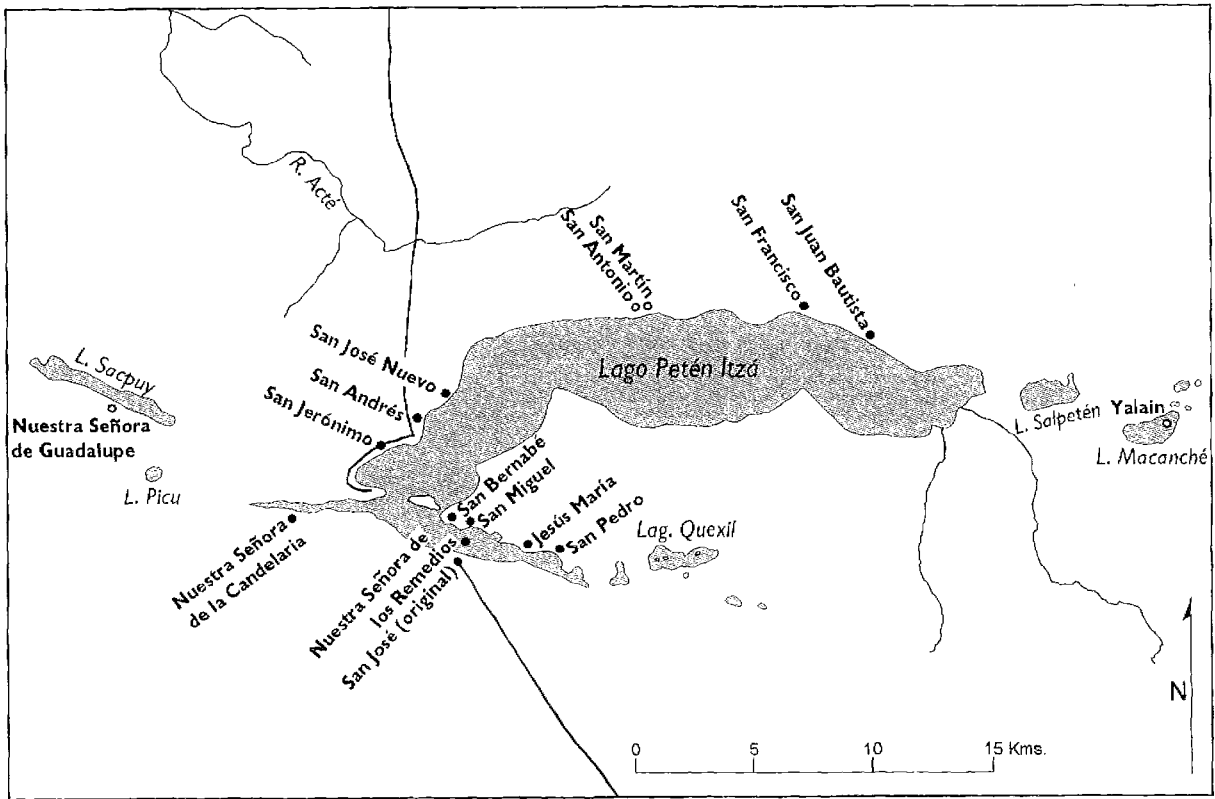 R. Acté
San Martín
San Antonio
San Francisco
San Juan Bautista
L. Sacpuy
San José Nuevo
San Andrés
San Jerónimo
Lago Petén Itzá
Nuestra Señora
de Guadalupe
L. Picu
L. Salpetén
Yalain
L. Macanché
San Bernabe
San Miguel
Jesús María
San Pedro
Lag. Quexil
Nuestra Señora
de la Candelaria
Nuestra Señora de
los Remedios
San José (original)
N
0 5 10 15 Kms.